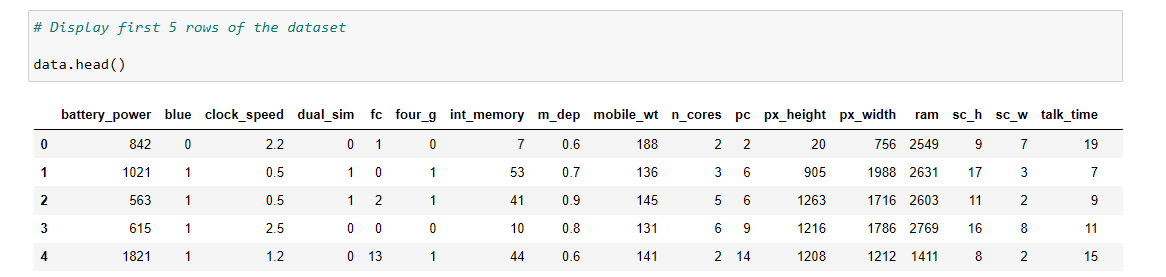 # Display first 5 rows of the dataset
data.head()
battery_power blue clock_speed dual_sim fc four_g int_memory m_dep mobile_wt n_cores pc px_height px_width ram sc_h sc_w talk_time
0 842 0 2.2 0 1 0 7 0.6 188 2 2 20 756 2549 9 7 19
1 1021 1 0.5 1 0 1 53 0.7 136 3 6 905 1988 2631 17 3 7
2 563 1 0.5 1 2 1 41 0.9 145 5 6 1263 1716 2603 11 2 9
3 615 1 2.5 0 0 0 10 0.8 131 6 9 1216 1786 2769 16 8 11
4 1821 1 1.2 0 13 1 44 0.6 141 2 14 1208 1212 1411 8 2 15